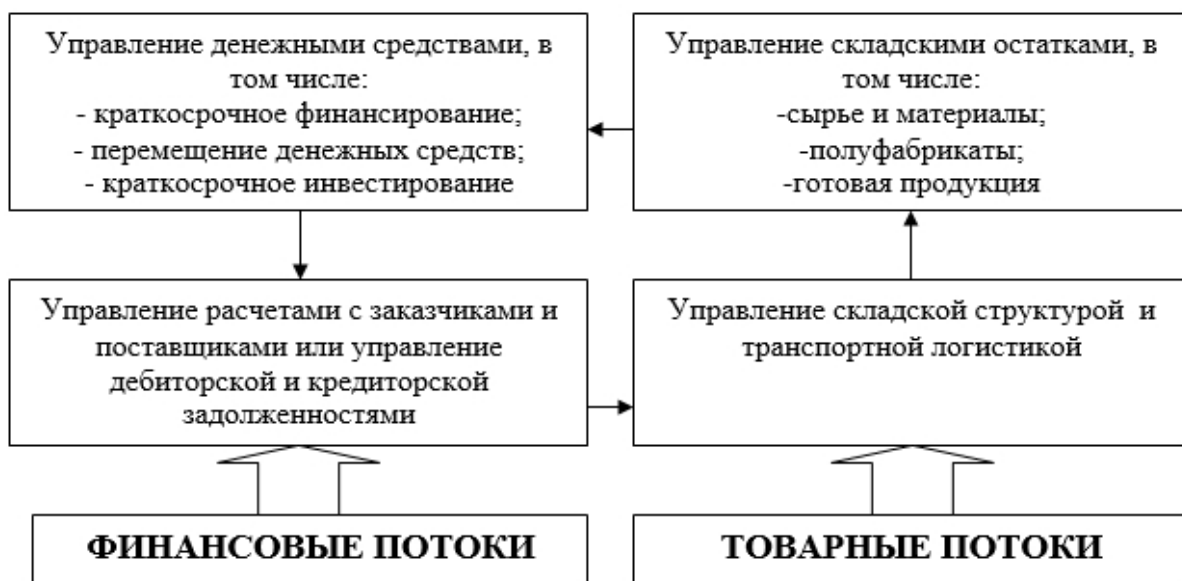 Управление денежными средствами, в
том числе:
- краткосрочное финансирование;
- перемещение денежных средств;
- краткосрочное инвестирование
Управление складскими остатками, в
том числе:
-сырье и материалы;
-полуфабрикаты;
-готовая продукция
Управление расчетами с заказчиками и
поставщиками или управление
дебиторской и кредиторской
задолженностями
Управление складской структурой и
транспортной логистикой
ФИНАНСОВЫЕ ПОТОКИ
ТОВАРНЫЕ ПОТОКИ